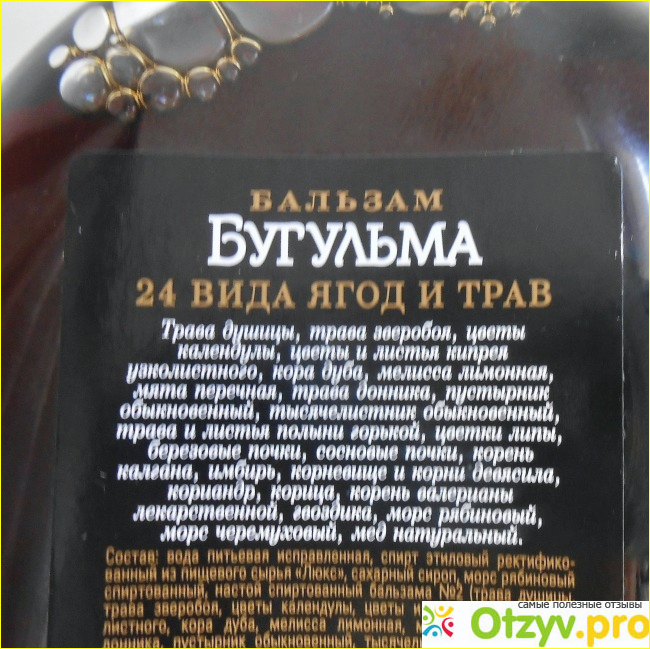 БАЛЬЗАМ
БУГУЛЬМА
24 ВИДА ЯГОД И ТРАВ
Трава душицы, трава зверобоя, цветы
календулы, цветы и листья кипрея
узколистного, кора дуба, мелисса лимонная,
мята перечная, трава донника, пустырник
обыкновенный, тысячелистник обыкновенный,
трава и листья полыни горькой, цветки липы,
березовые почки, сосновые почки, корень
калгана, имбирь, корневище и корни девясила,
кориандр, корица, корень валерианы
лекарственной, гвоздика, морс рябиновый,
морс черемуховый, мед натуральный.
Состав: вода питьевая исправленная, спирт этиловый ректифико-
ванный из пищевого сырья «Люкс», сахарный сироп, морс рябиновый
спиртованный, настой спиртованный бальзама №2 (трава
трава зверобоя, цветы календулы, цветы и
листного, кора дуба, мелисса лимонная,
донника, пустырник обыкновенный,
самые полезные отзывы
Otzyv.pro